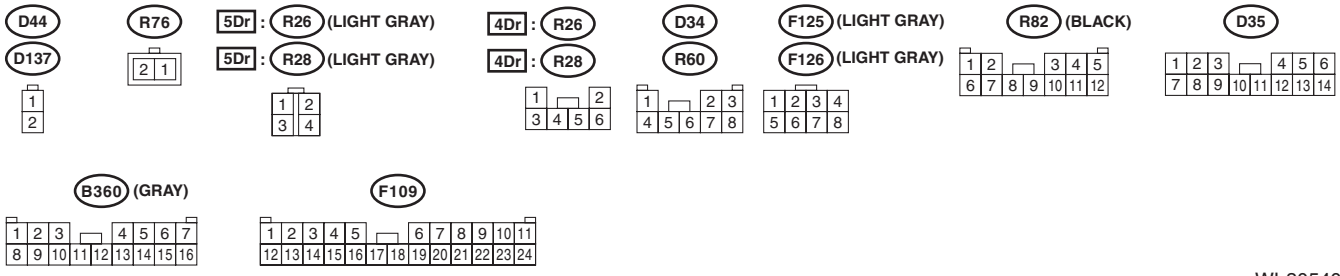 D44 R76 5Dr : R26 (LIGHT GRAY) 4Dr : R26 D34 F125 (LIGHT GRAY) R82 (BLACK) D35
D137 5Dr : R28 (LIGHT GRAY) 4Dr : R28 R60 F126 (LIGHT GRAY)
2 1
1
2
1 2
3 4
1 2
3 4 5 6
1 2 3
4 5 6 7 8
1 2 3 4
5 6 7 8
1 2 3 4 5
6 7 8 9 10 11 12
1 2 3 4 5 6
7 8 9 10 11 12 13 14
B360 (GRAY) F109
1 2 3 4 5 6 7
8 9 10 11 12 13 14 15 16
1 2 3 4 5 6 7 8 9 10 11
12 13 14 15 16 17 18 19 20 21 22 23 24